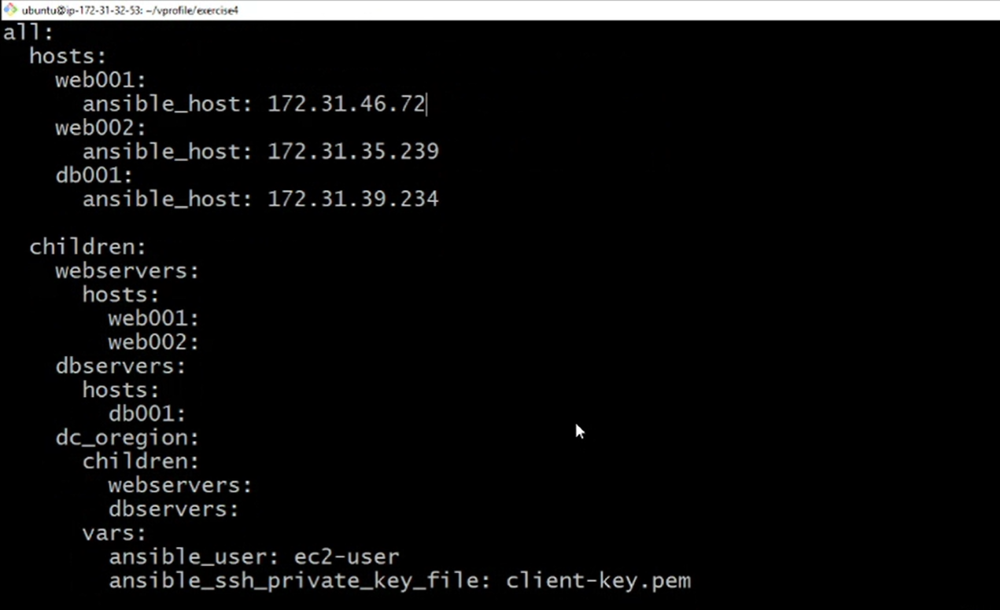 ubuntu@ip-172-31-32-53: ~/vprofile/exercise4
all:
  hosts:
    web001:
      ansible_host: 172.31.46.72
    web002:
      ansible_host: 172.31.35.239
    db001:
      ansible_host: 172.31.39.234

  children:
    webservers:
      hosts:
        web001:
        web002:
    dbservers:
      hosts:
        db001:
    dc_oregion:
      children:
        webservers:
        dbservers:
      vars:
        ansible_user: ec2-user
        ansible_ssh_private_key_file: client-key.pem